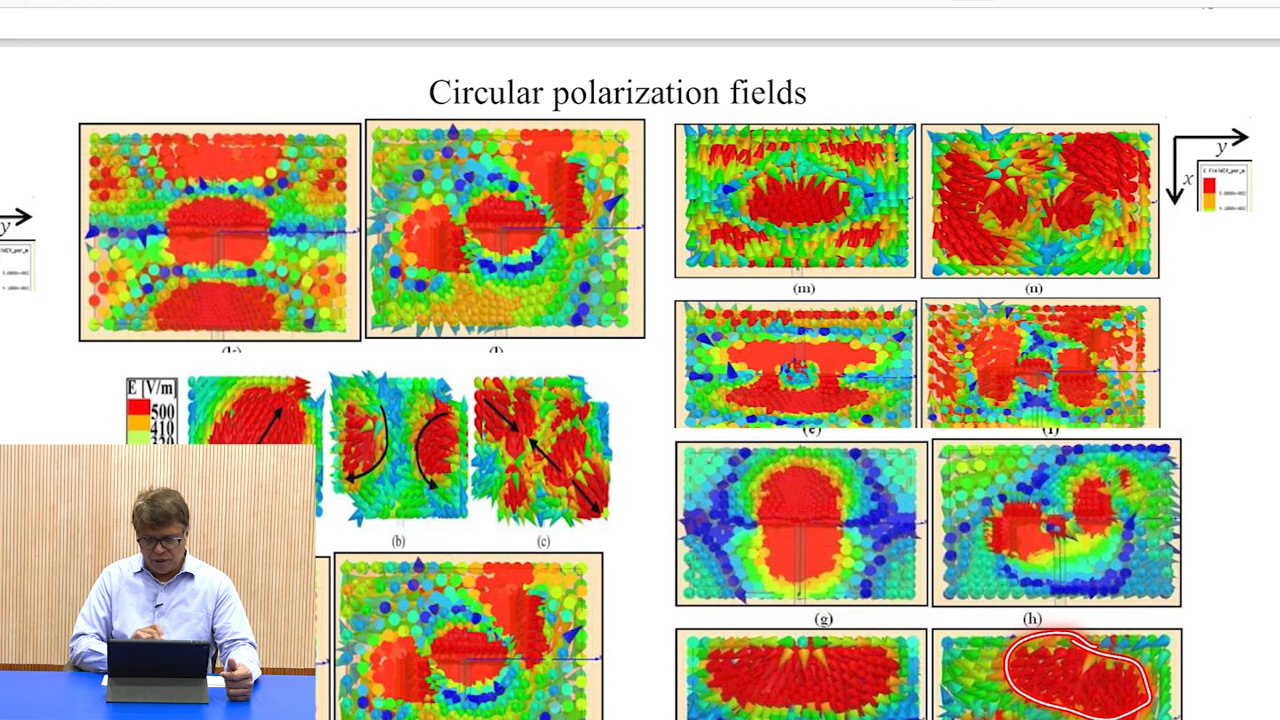 Circular polarization fields
y
x
y
(m)
(n)
E [V/m]
500
410
(b)
(c)
(g)
(h)